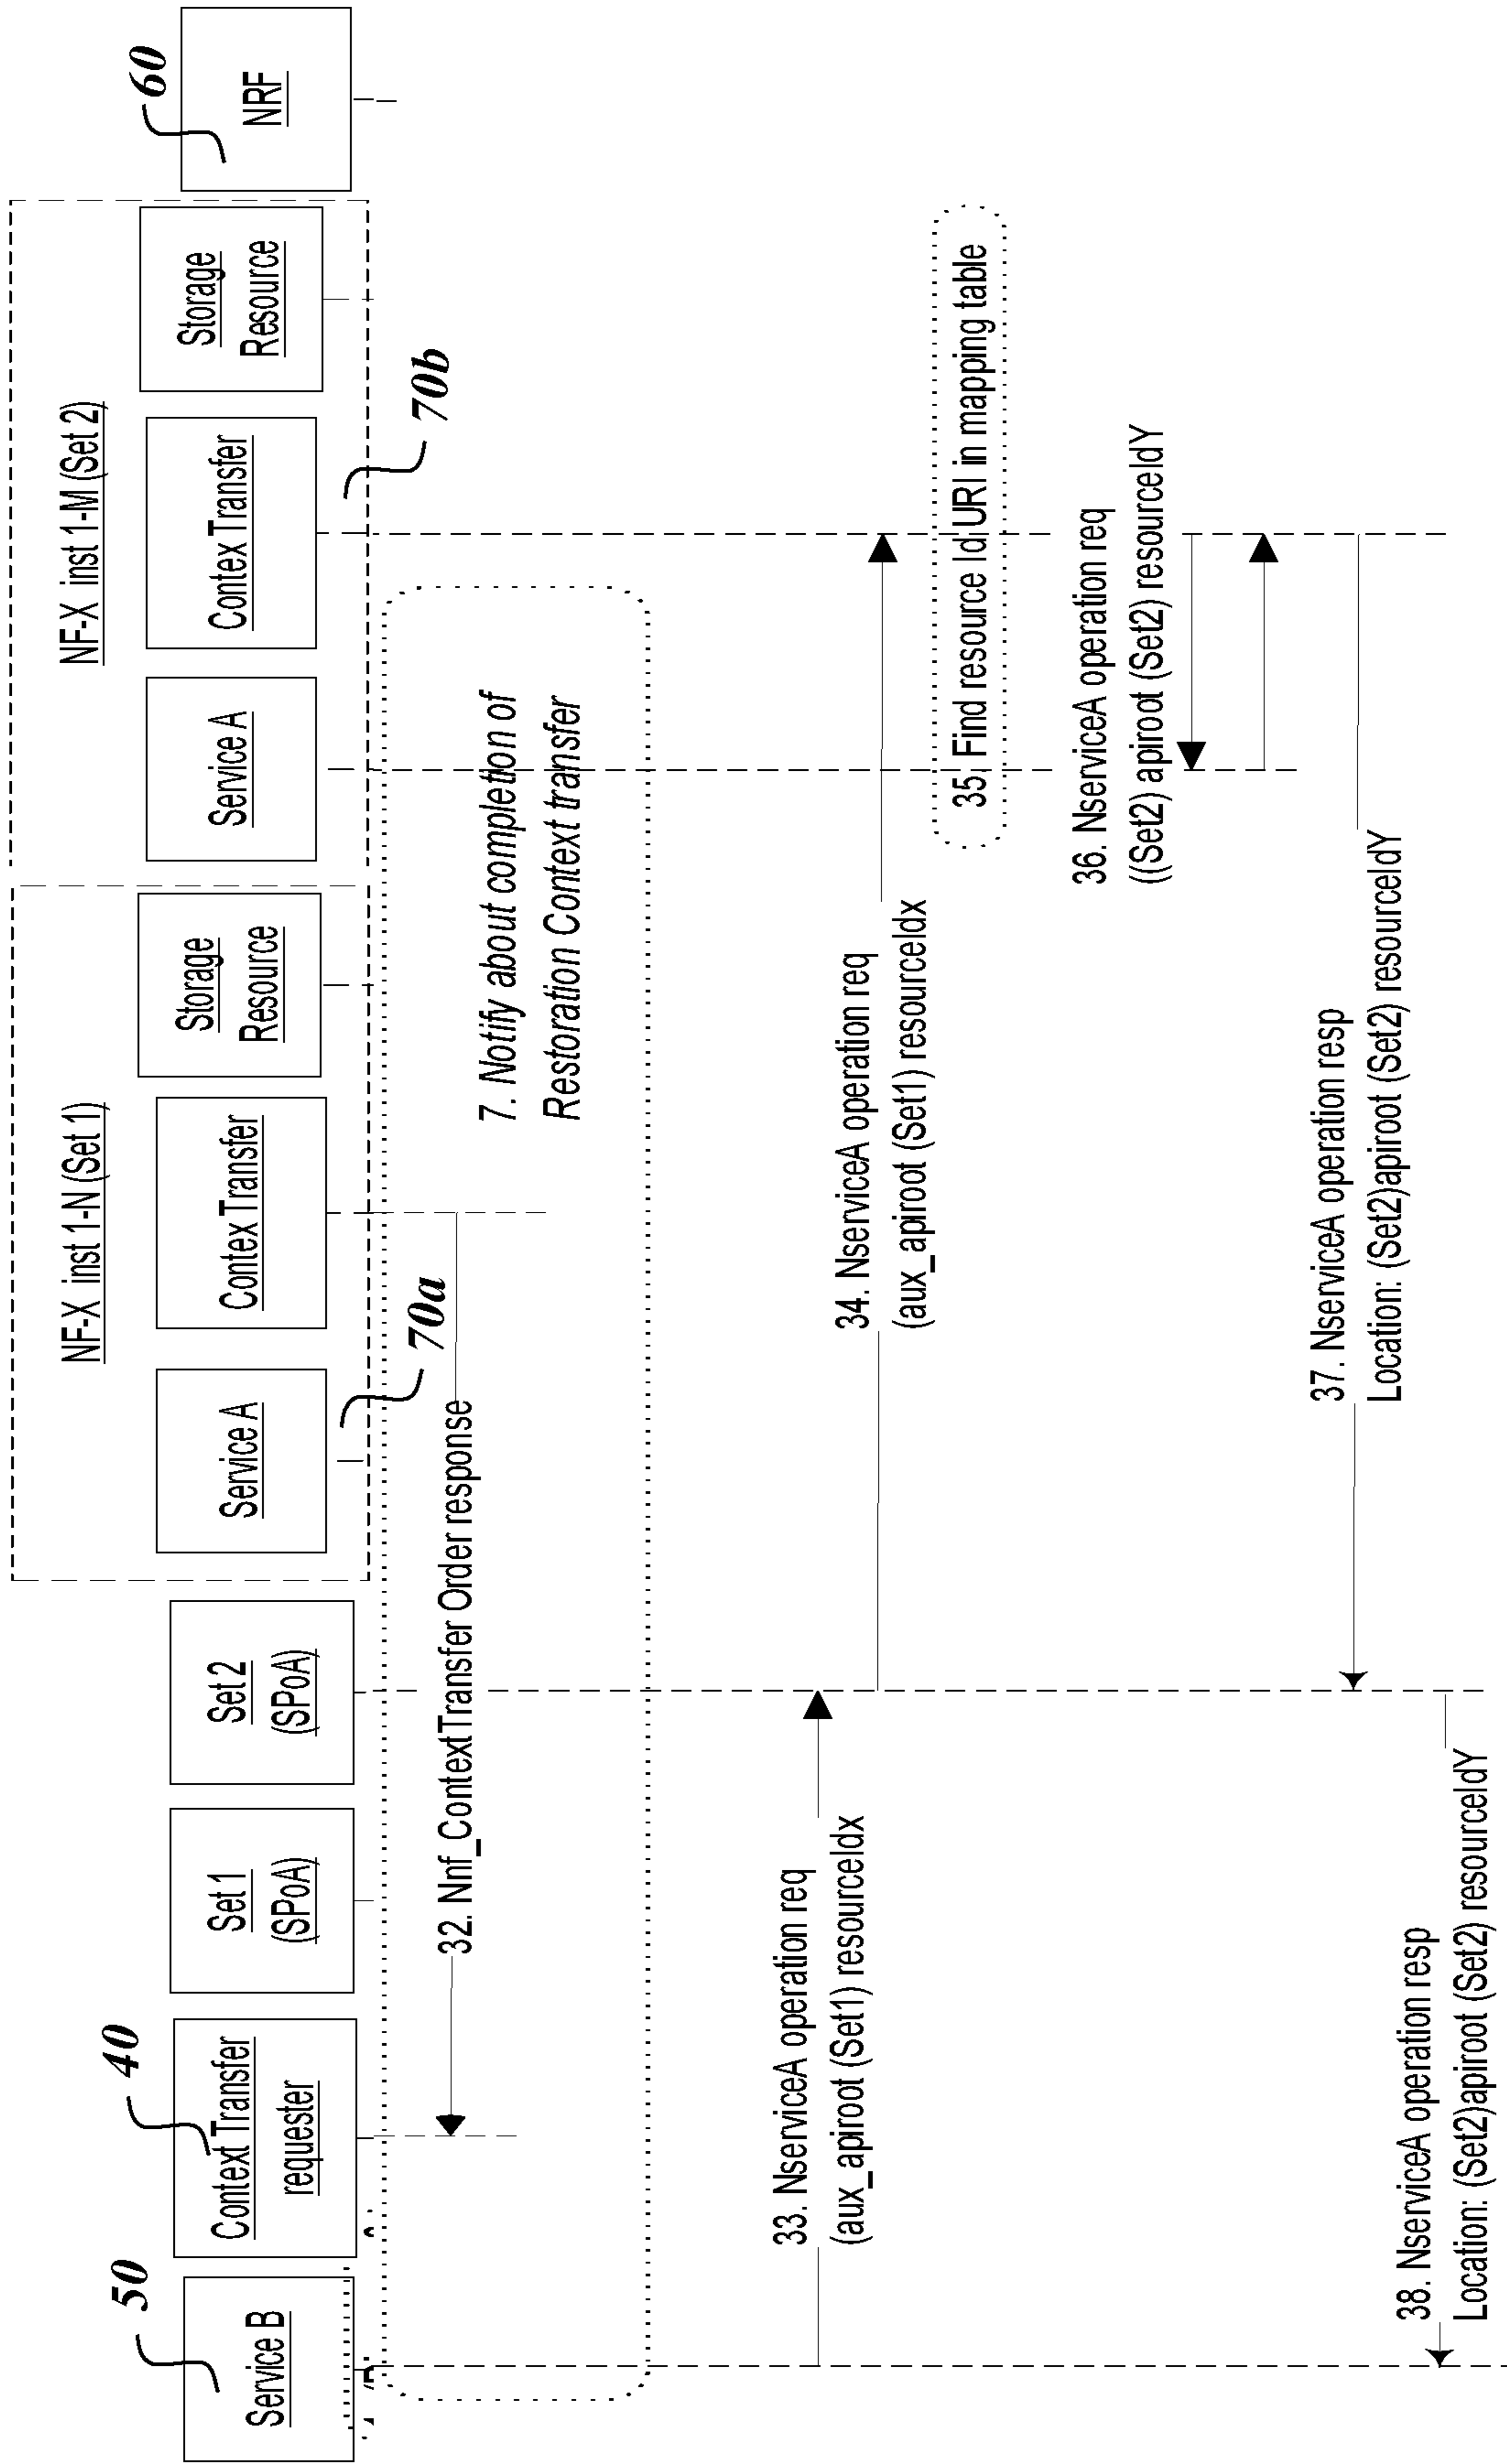 50
40
60
Service B
Context Transfer
requester
Set 1
(SPoA)
Set 2
(SPoA)
NF-X inst 1-N (Set 1)
Service A
Contex Transfer
Storage
Resource
NF-X inst 1-M (Set 2)
Service A
Contex Transfer
Storage
Resource
NRF
70a
70b
7. Notify about completion of
Restoration Context transfer
32. Nnf_ContextTransfer Order response
33. NserviceA operation req
(aux_apiroot (Set1) resourceIdx
34. NserviceA operation req
(aux_apiroot (Set1) resourceIdx
35 Find resource Id URI in mapping table
36. NserviceA operation req
((Set2) apiroot (Set2) resourceIdY
37. NserviceA operation resp
Location: (Set2)apiroot (Set2) resourceIdY
38. NserviceA operation resp
Location: (Set2)apiroot (Set2) resourceIdY